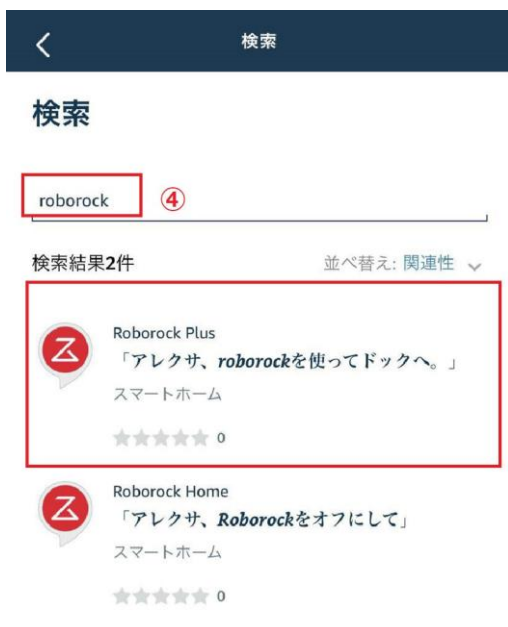 検索
検索
roborock
④
検索結果2件
並べ替え: 関連性
Roborock Plus
「アレクサ、roborockを使ってドックへ。」
スマートホーム
0
Roborock Home
「アレクサ、Roborockをオフにして」
スマートホーム
0